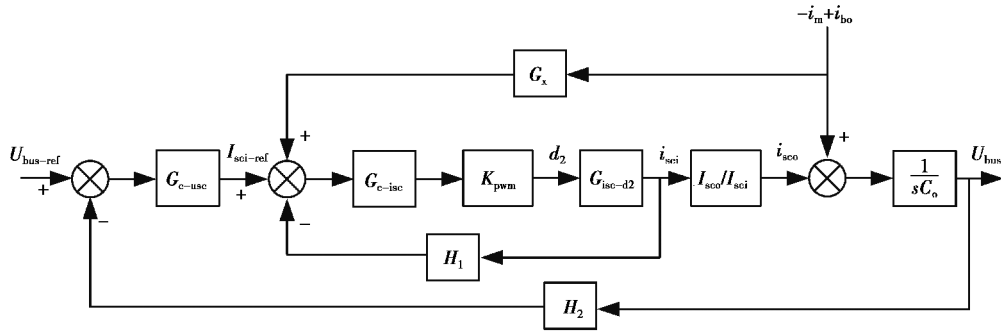 −i_m+i_bo
G_x
+
+
U_bus−ref
I_sci−ref
d_2
i_sci
i_sco
U_bus
+
G_c−usc
+
G_c−isc
K_pwm
G_isc−d2
I_sco/I_sci
1/sC_o
−
−
H_1
H_2